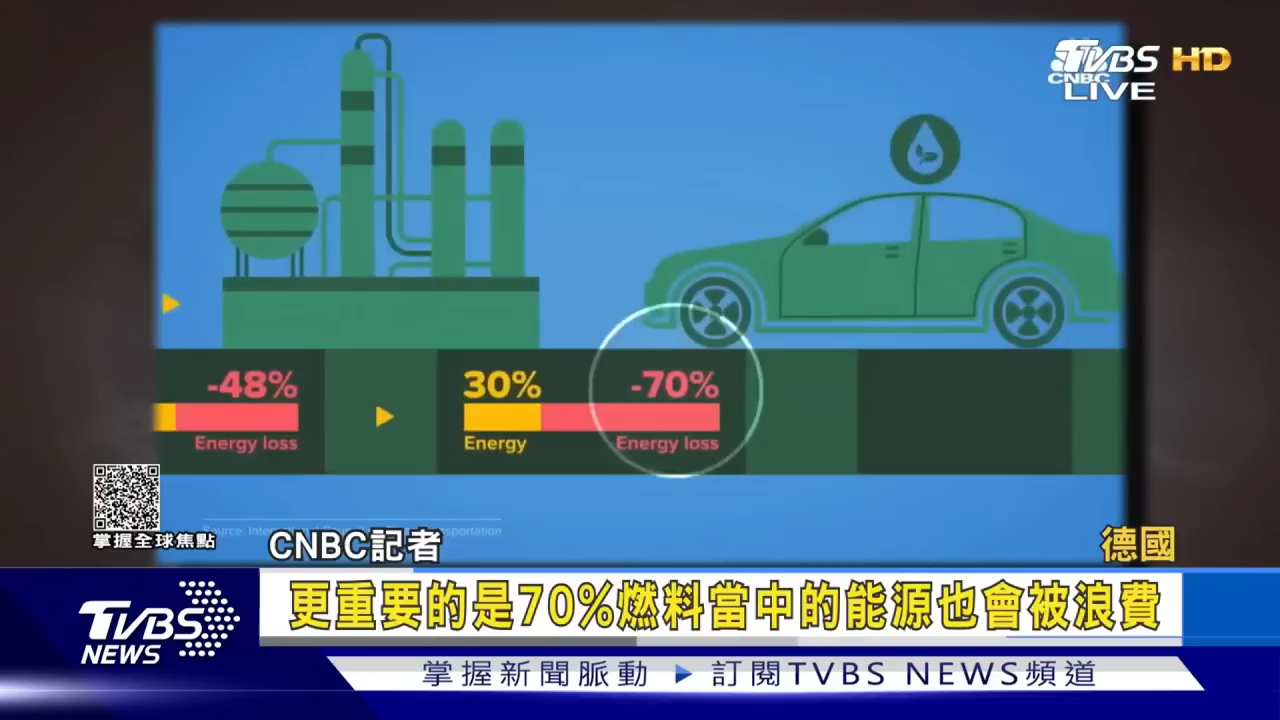 TVBS HD
CNBC
LIVE
-48%
30%
-70%
Energy loss
Energy
Energy loss
掌握全球焦點
CNBC記者
德國
更重要的是70%燃料當中的能源也會被浪費
TVBS
NEWS
掌握新聞脈動
訂閱TVBS NEWS頻道